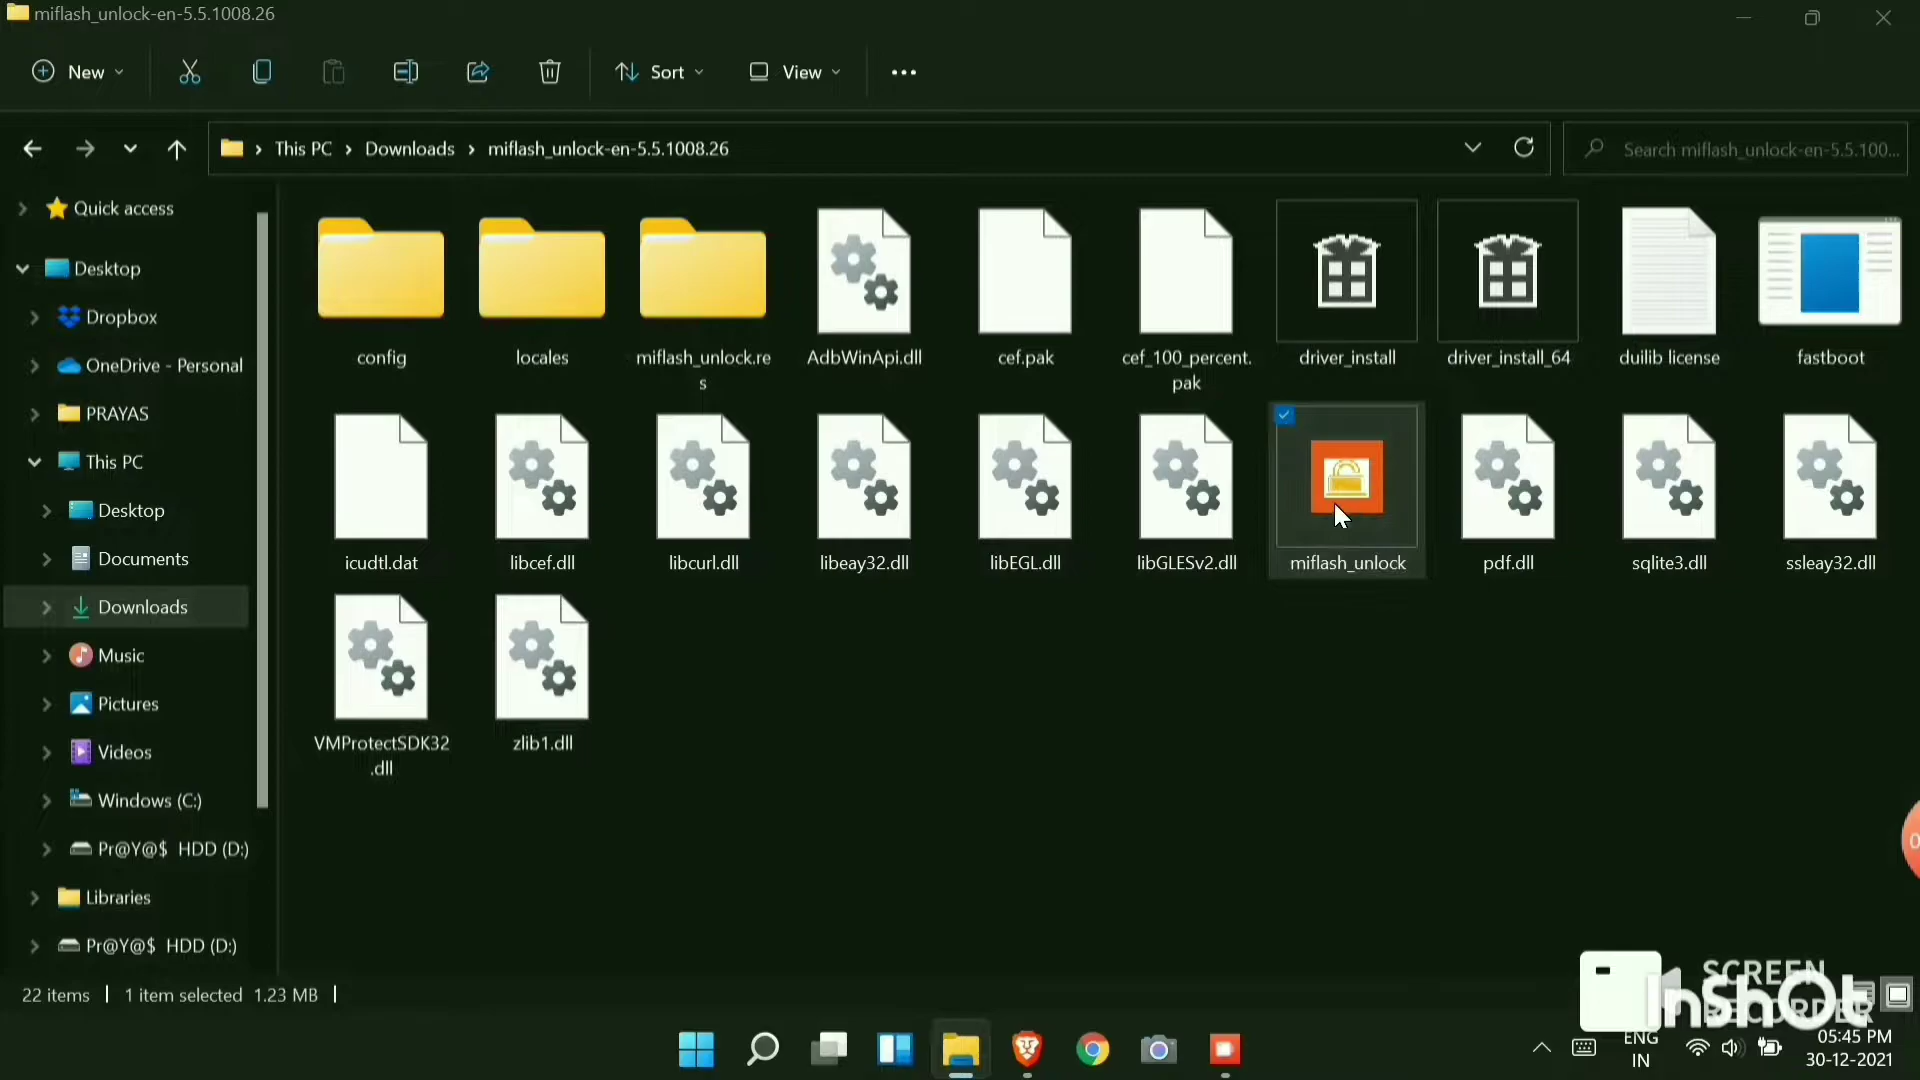 miflash_unlock-en-5.5.1008.26
New
Sort
View
This PC
Downloads
miflash_unlock-en-5.5.1008.26
Search miflash_unlock-en-5.5.100...
Quick access
Desktop
Dropbox
OneDrive - Personal
PRAYAS
This PC
Desktop
Documents
Downloads
Music
Pictures
Videos
Windows (C:)
Pr@Y@$ HDD (D:)
Libraries
Pr@Y@$ HDD (D:)
config
locales
miflash_unlock.re
s
AdbWinApi.dll
cef.pak
cef_100_percent.
pak
driver_install
driver_install_64
duilib license
fastboot
icudtl.dat
libcef.dll
libcurl.dll
libeay32.dll
libEGL.dll
libGLESv2.dll
miflash_unlock
pdf.dll
sqlite3.dll
ssleay32.dll
VMProtectSDK32
.dll
zlib1.dll
22 items
1 item selected 1.23 MB
SCREEN
RECORDER
InShOt
ENG
IN
05:45 PM
30-12-2021